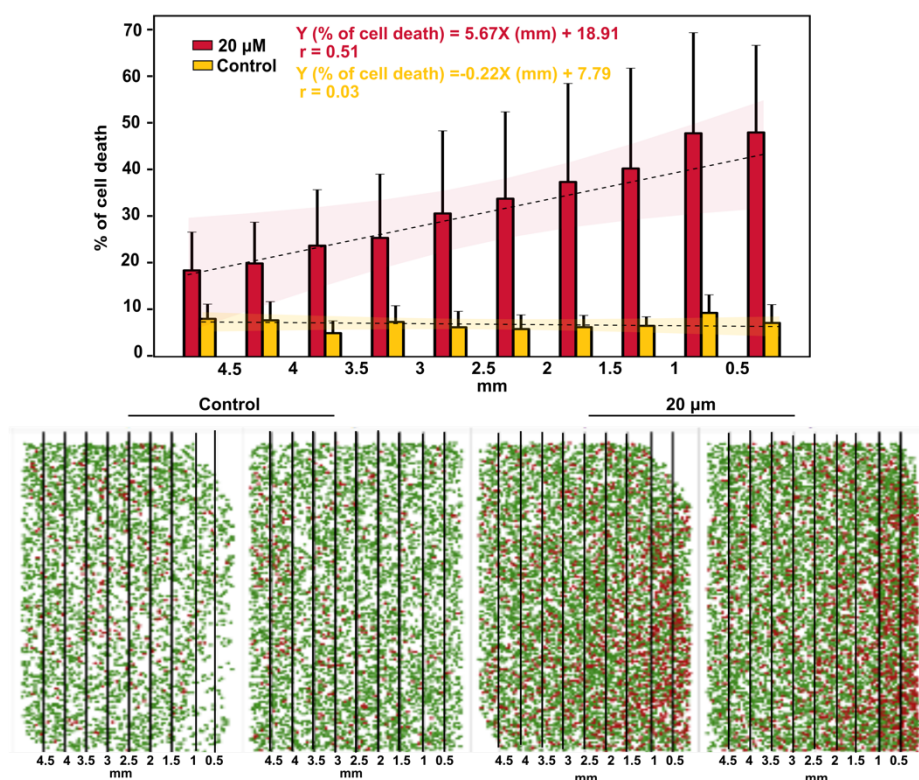 70
60
50
40
30
20
10
0
% of cell death
20 µM
Control
Y (% of cell death) = 5.67X (mm) + 18.91
r = 0.51
Y (% of cell death) =-0.22X (mm) + 7.79
r = 0.03
4.5 4 3.5 3 2.5 2 1.5 1 0.5
mm
Control
20 µm
4.5 4 3.5 3 2.5 2 1.5 1 0.5
mm
4.5 4 3.5 3 2.5 2 1.5 1 0.5
mm
4.5 4 3.5 3 2.5 2 1.5 1 0.5
mm
4.5 4 3.5 3 2.5 2 1.5 1 0.5
mm